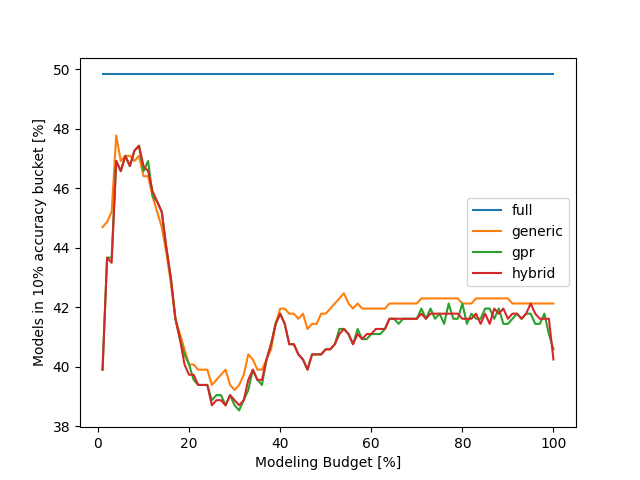 50
48
46
44
42
40
38
Models in 10% accuracy bucket [%]
full
generic
gpr
hybrid
0
20
40
60
80
100
Modeling Budget [%]